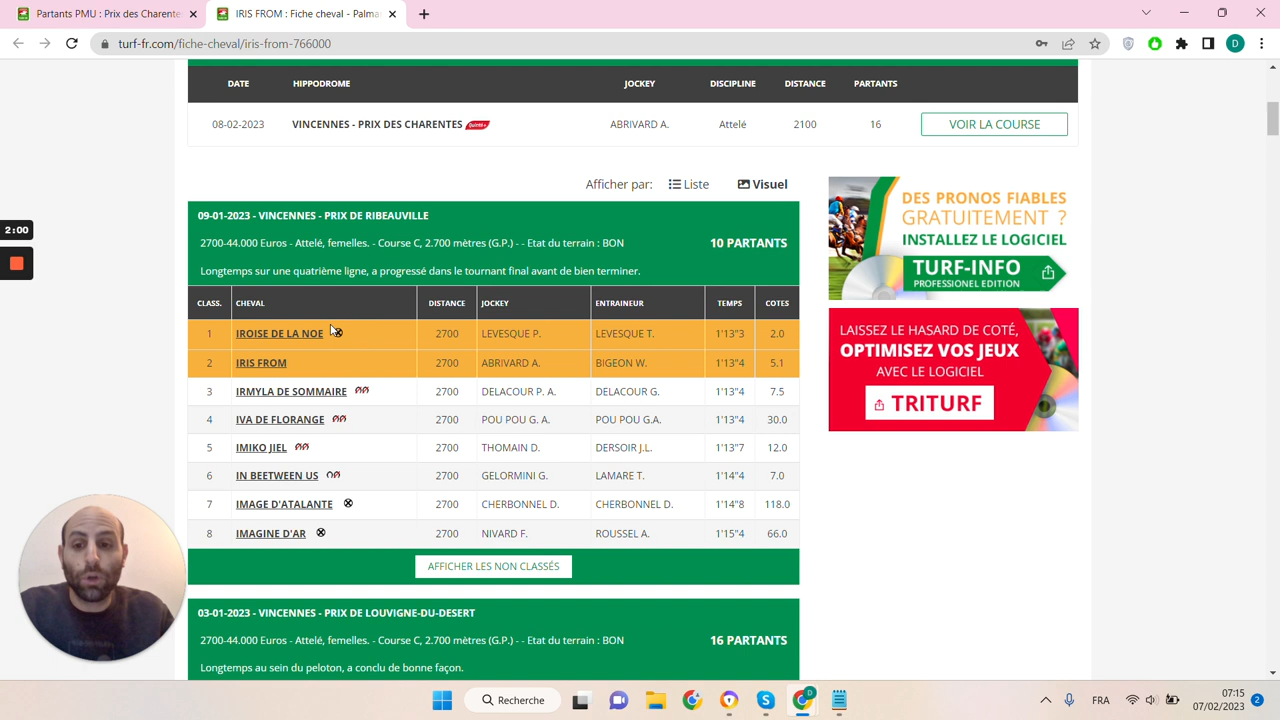 Partants PMU : Prix des Charente
IRIS FROM : Fiche cheval - Palma
turf-fr.com/fiche-cheval/iris-from-766000
D
DATE HIPPODROME JOCKEY DISCIPLINE DISTANCE PARTANTS
08-02-2023 VINCENNES - PRIX DES CHARENTES Quinté+ ABRIVARD A. Attelé 2100 16 VOIR LA COURSE
Afficher par: Liste Visuel
09-01-2023 - VINCENNES - PRIX DE RIBEAUVILLE
2700-44.000 Euros - Attelé, femelles. - Course C, 2.700 mètres (G.P.) - - Etat du terrain : BON 10 PARTANTS
Longtemps sur une quatrième ligne, a progressé dans le tournant final avant de bien terminer.
CLASS. CHEVAL DISTANCE JOCKEY ENTRAINEUR TEMPS COTES
1 IROISE DE LA NOE 2700 LEVESQUE P. LEVESQUE T. 1'13"3 2.0
2 IRIS FROM 2700 ABRIVARD A. BIGEON W. 1'13"4 5.1
3 IRMYLA DE SOMMAIRE 2700 DELACOUR P. A. DELACOUR G. 1'13"4 7.5
4 IVA DE FLORANGE 2700 POU POU G. A. POU POU G.A. 1'13"4 30.0
5 IMIKO JIEL 2700 THOMAIN D. DERSOIR J.L. 1'13"7 12.0
6 IN BEETWEEN US 2700 GELORMINI G. LAMARE T. 1'14"4 7.0
7 IMAGE D'ATALANTE 2700 CHERBONNEL D. CHERBONNEL D. 1'14"8 118.0
8 IMAGINE D'AR 2700 NIVARD F. ROUSSEL A. 1'15"4 66.0
AFFICHER LES NON CLASSÉS
03-01-2023 - VINCENNES - PRIX DE LOUVIGNE-DU-DESERT
2700-44.000 Euros - Attelé, femelles. - Course C, 2.700 mètres (G.P.) - - Etat du terrain : BON 16 PARTANTS
Longtemps au sein du peloton, a conclu de bonne façon.
DES PRONOS FIABLES
GRATUITEMENT ?
INSTALLEZ LE LOGICIEL
TURF-INFO
PROFESIONEL EDITION
LAISSEZ LE HASARD DE COTÉ,
OPTIMISEZ VOS JEUX
AVEC LE LOGICIEL
TRITURF
2:00
Recherche
D
FRA
07:15
07/02/2023
2